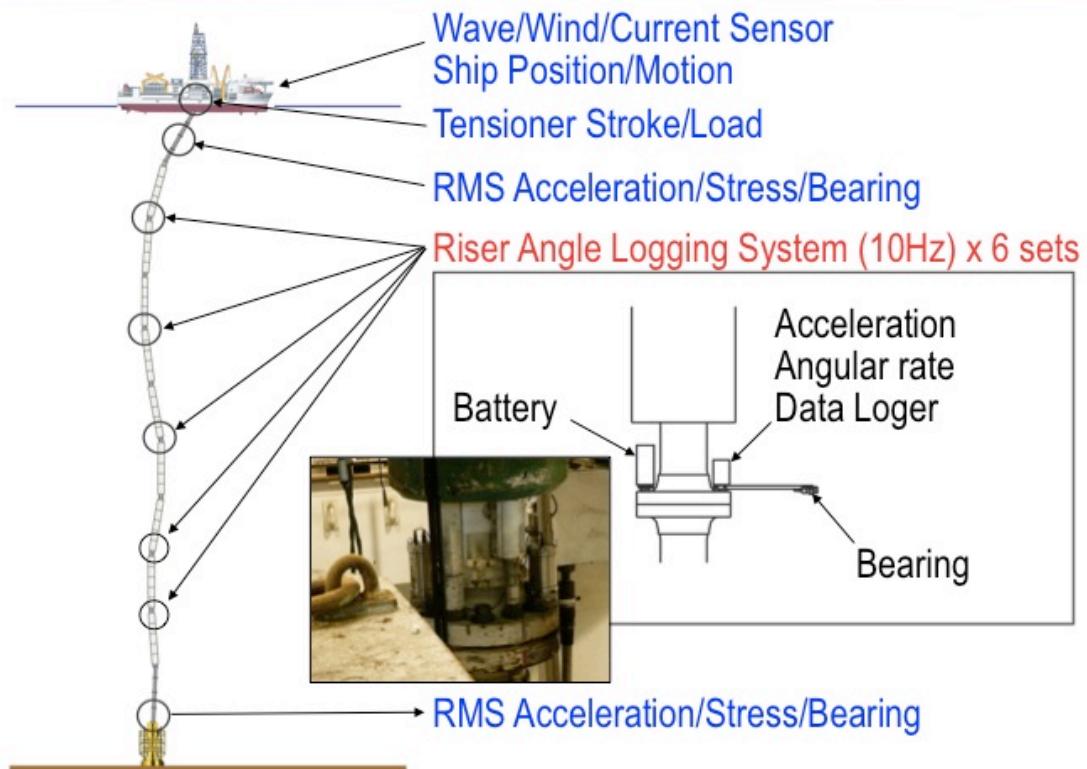 Wave/Wind/Current Sensor
Ship Position/Motion
Tensioner Stroke/Load
RMS Acceleration/Stress/Bearing
Riser Angle Logging System (10Hz) x 6 sets
Acceleration
Angular rate
Data Loger
Battery
Bearing
RMS Acceleration/Stress/Bearing